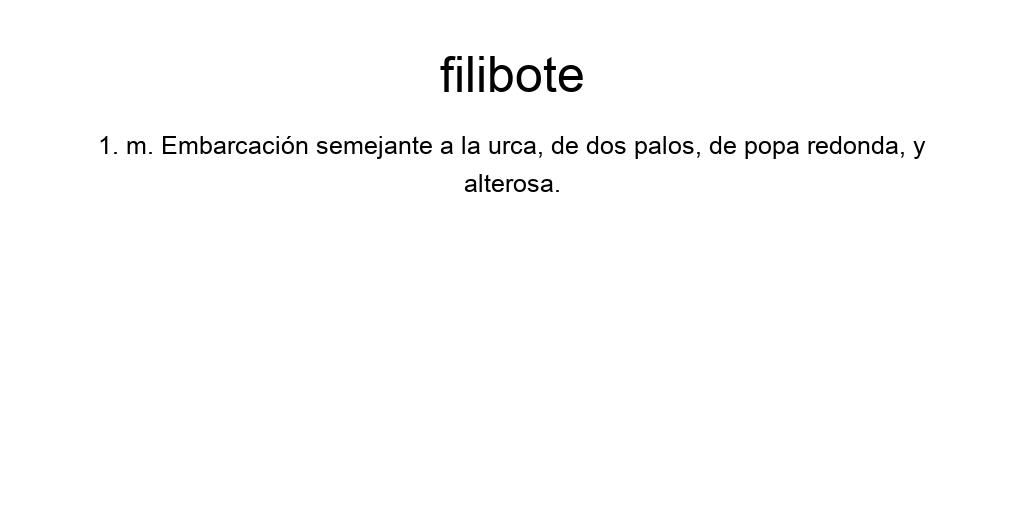 filibote
1. m. Embarcación semejante a la urca, de dos palos, de popa redonda, y
alterosa.